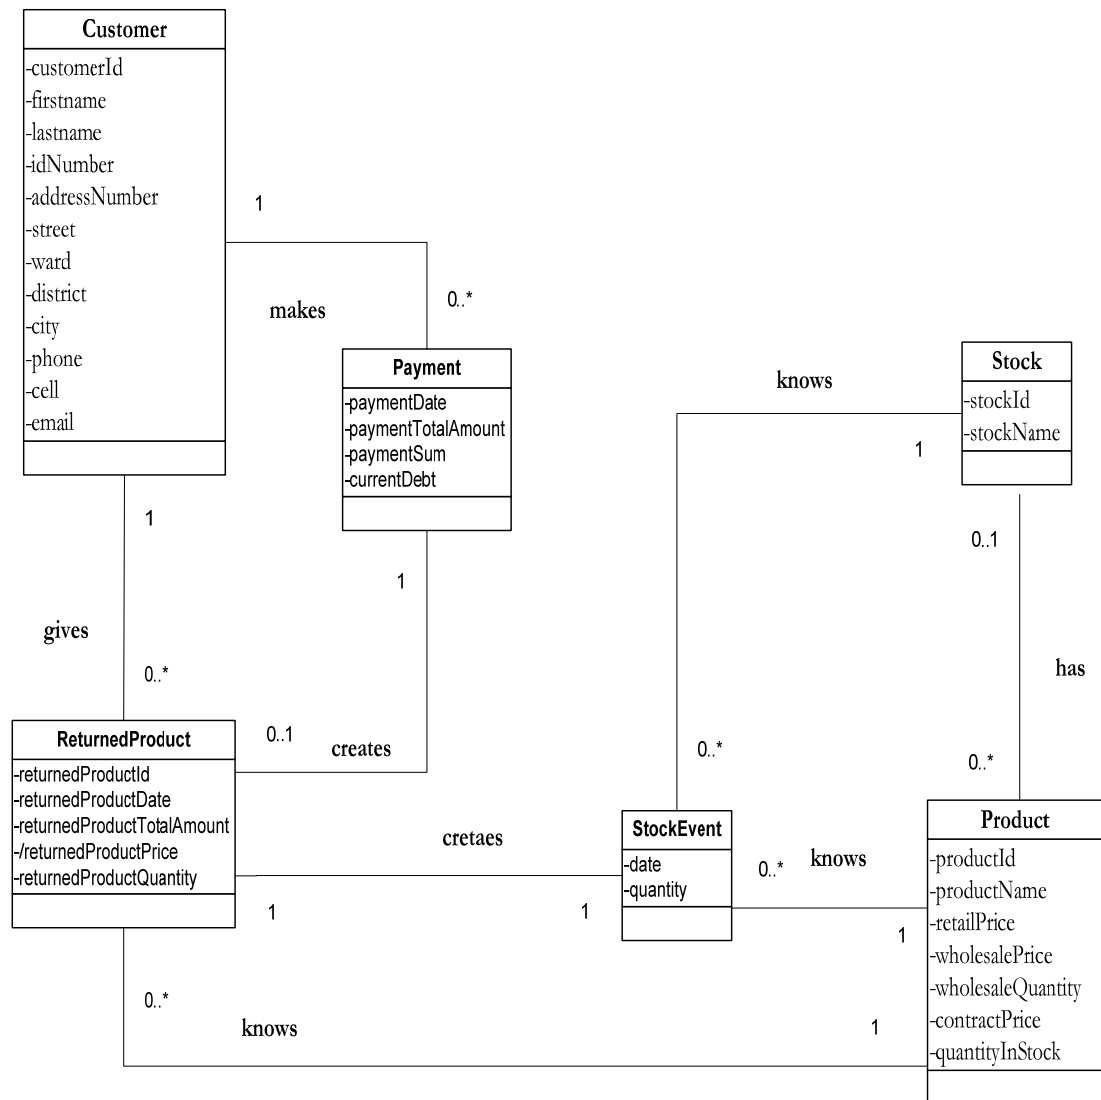 Customer
-customerId
-firstname
-lastname
-idNumber
-addressNumber
-street
-ward
-district
-city
-phone
-cell
-email
1
makes
0..*
Payment
-paymentDate
-paymentTotalAmount
-paymentSum
-currentDebt
knows
Stock
-stockId
-stockName
1
1
1
0..1
gives
0..*
has
ReturnedProduct
-returnedProductId
-returnedProductDate
-returnedProductTotalAmount
-/returnedProductPrice
-returnedProductQuantity
0..1
creates
0..*
0..*
cretaes
StockEvent
-date
-quantity
0..*
knows
Product
-productId
-productName
-retailPrice
-wholesalePrice
-wholesaleQuantity
-contractPrice
-quantityInStock
1
1
1
0..*
knows
1